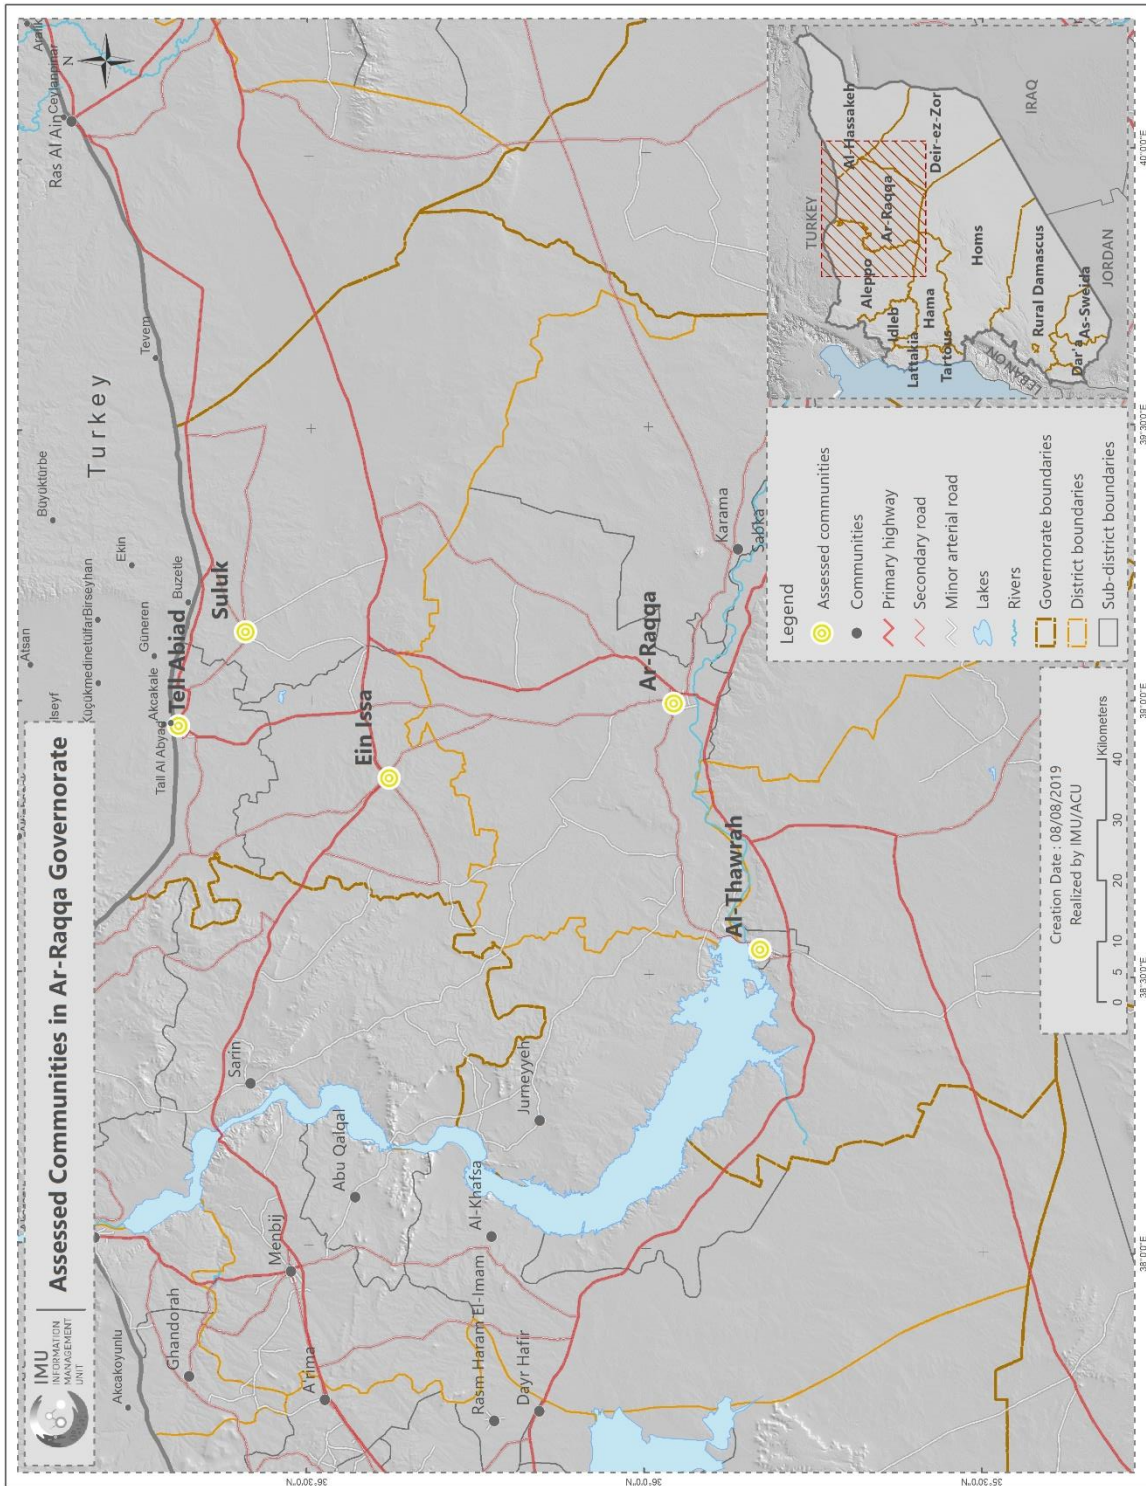 IMU
INFORMATION
MANAGEMENT
UNIT
Assessed Communities in Ar-Raqqa Governorate
N
Aralik
Ceylanpinar
Ras Al Ain
Tevem
Turkey
Büyüktürbe
Ekin
Birseyhan
Küçükmedinetulfar
Buzetle
Güneren
Atsan
Akcakale
Tall Al Abyad
Tell Abiad
Suluk
Ein Issa
Ar-Raqqa
Karama
Sabka
Al-Thawrah
Sarin
Jurneyyeh
Abu Qalqal
Al-Khafsa
Menbij
Ghandorah
Akcakoyunlu
A'rima
Rasm Haram El-Imam
Dayr Hafir
36°30'0"N
36°0'0"N
35°30'0"N
38°0'0"E
38°30'0"E
39°0'0"E
39°30'0"E
40°0'0"E
Creation Date : 08/08/2019
Realized by IMU/ACU
0 5 10 20 30 40
Kilometers
Legend
Assessed communities
Communities
Primary highway
Secondary road
Minor arterial road
Lakes
Rivers
Governorate boundaries
District boundaries
Sub-district boundaries
TURKEY
Al-Hassakeh
Aleppo
Ar-Raqqa
Deir-ez-Zor
Idleb
Lattakia
Hama
Tartous
Homs
IRAQ
LEBANON
Rural Damascus
Dar'a
As-Sweida
JORDAN